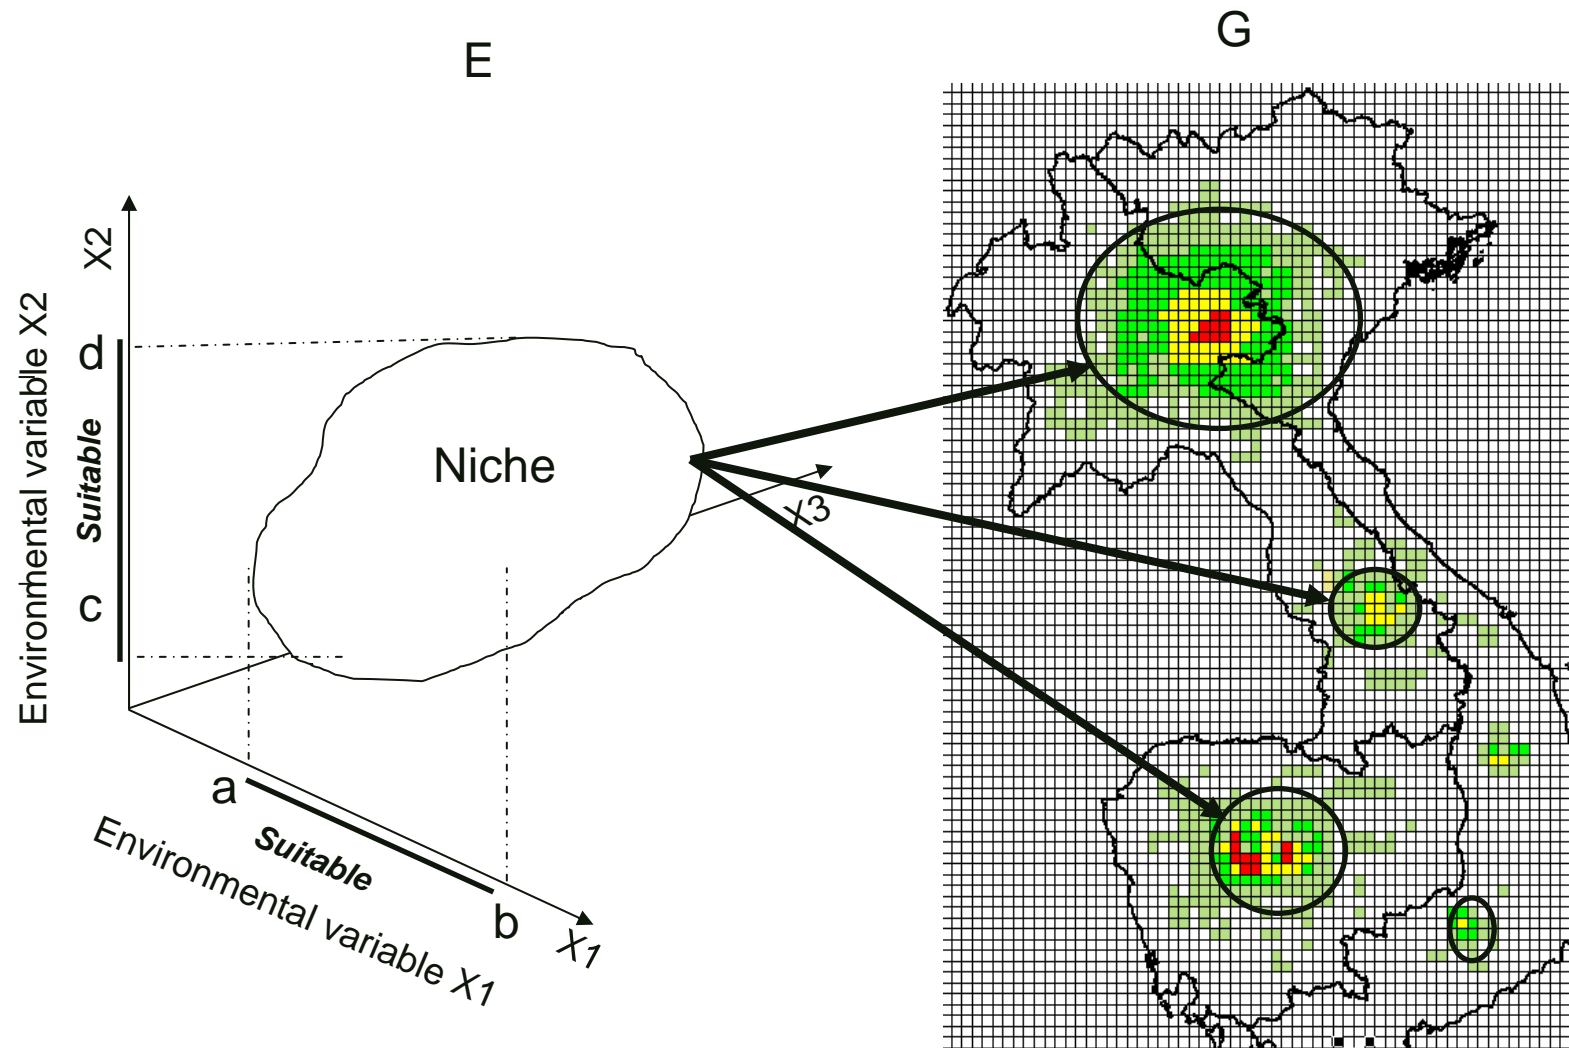 E
G
X2
Environmental variable X2
d
Suitable
c
Niche
X3
a
Suitable
b
X1
Environmental variable X1